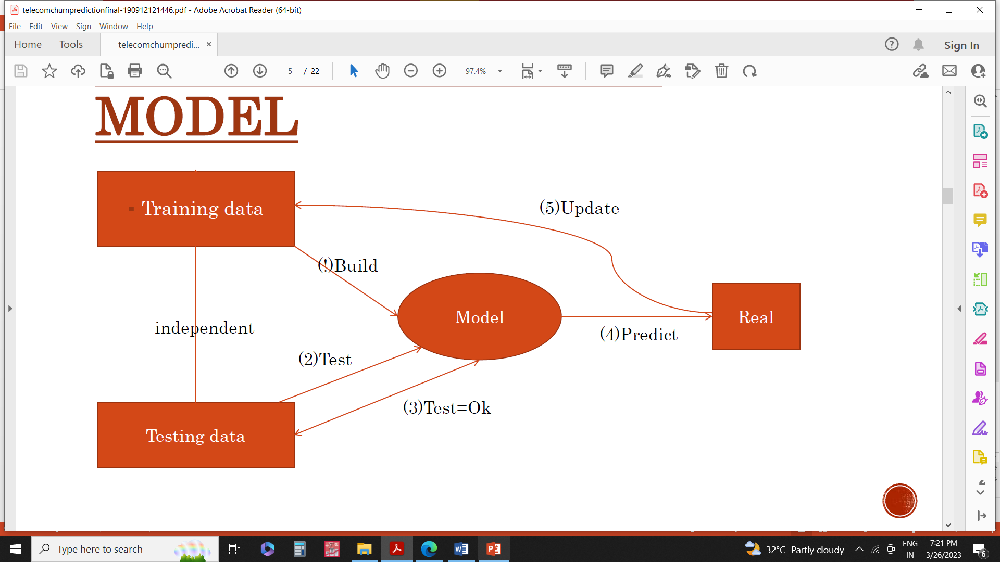 telecomchurnpredictionfinal-190912121446.pdf - Adobe Acrobat Reader (64-bit)
File Edit View Sign Window Help
Home Tools telecomchurnpredi... × Sign In
5 / 22 97.4%
MODEL
Training data
(5)Update
(!)Build
Model
Real
independent
(4)Predict
(2)Test
(3)Test=Ok
Testing data
Type here to search
32°C Partly cloudy
ENG
IN
7:21 PM
3/26/2023
6